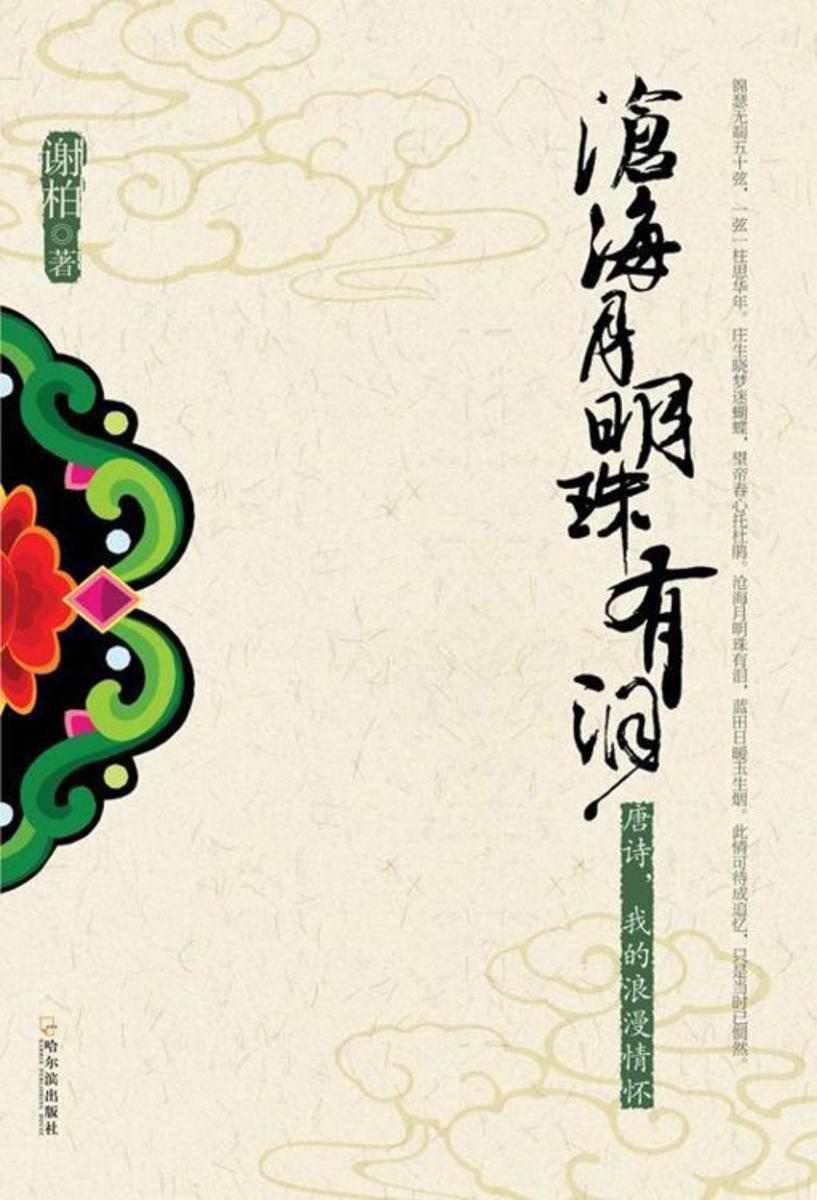 锦瑟无端五十弦，一弦一柱思华年。庄生晓梦迷蝴蝶，望帝春心托杜鹃。沧海月明珠有泪，蓝田日暖玉生烟。此情可待成追忆，只是当时已惘然。
滄海月明珠有泪
唐诗，我的浪漫情怀
谢柏◎著
哈尔滨出版社
HARBIN PUBLISHING HOUSE